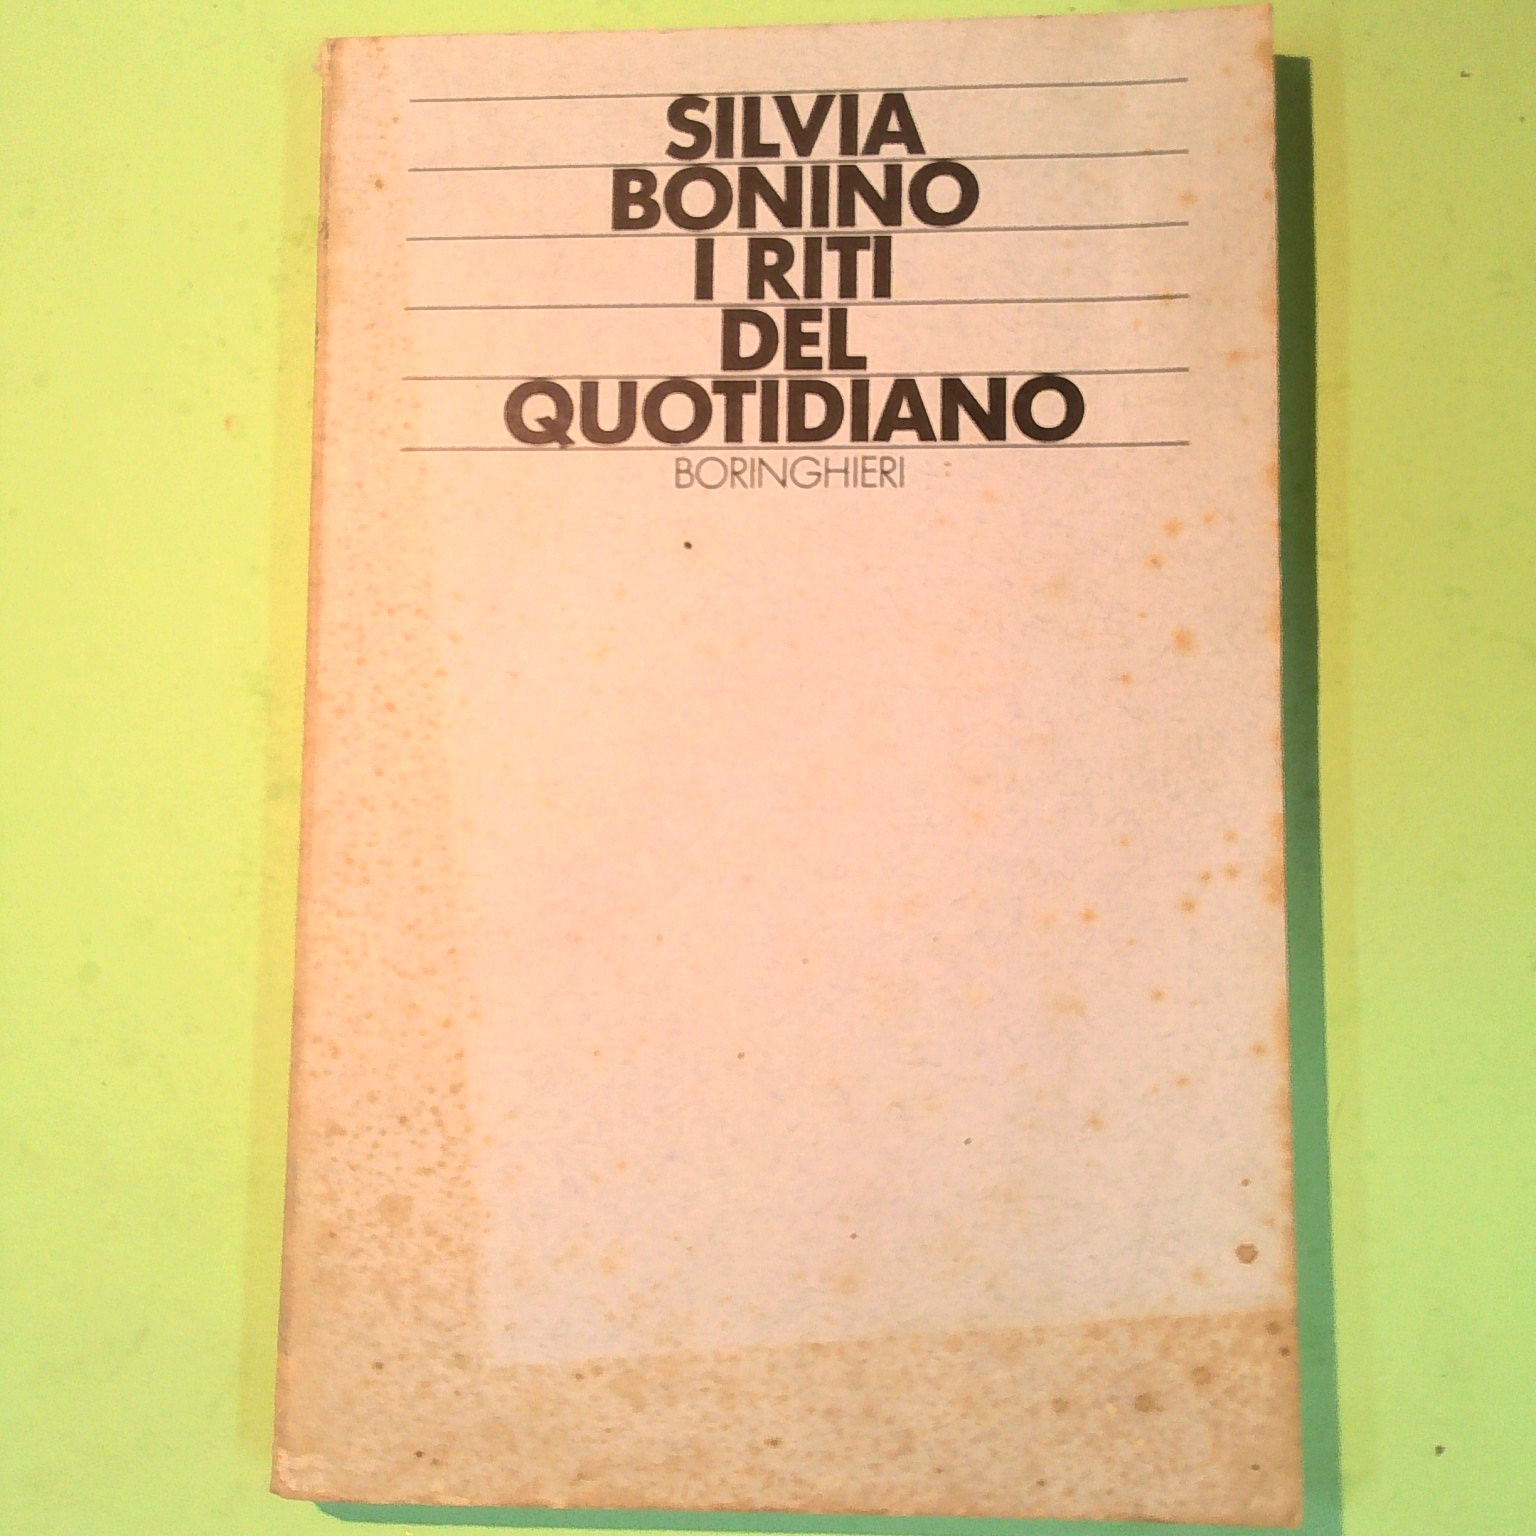 SILVIA
BONINO
I RITI
DEL
QUOTIDIANO
BORINGHIERI